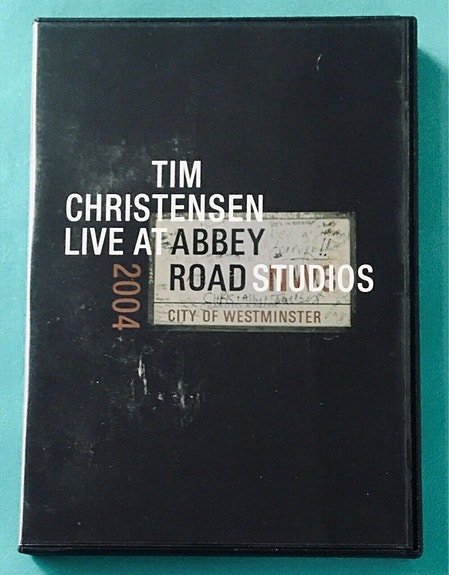 TIM
CHRISTENSEN
LIVE AT ABBEY
ROAD STUDIOS
CITY OF WESTMINSTER
2004